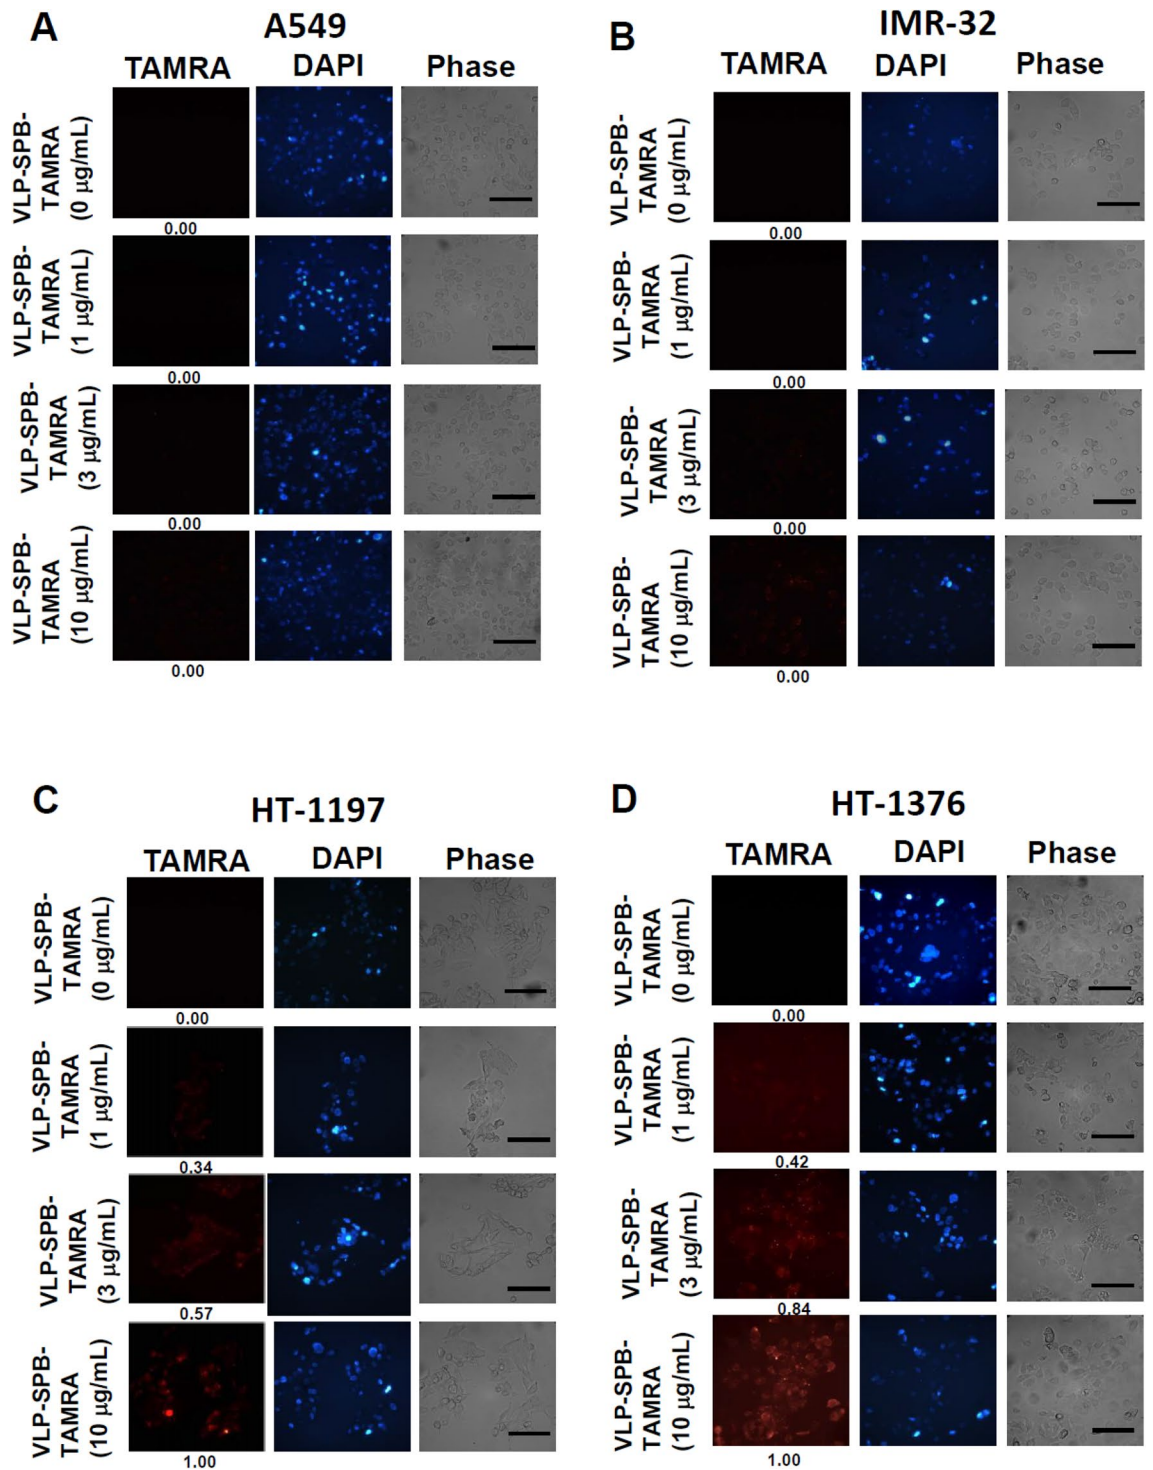 A
A549
TAMRA DAPI Phase
VLP-SPB-
TAMRA
(0 μg/mL)
0.00
VLP-SPB-
TAMRA
(1 μg/mL)
0.00
VLP-SPB-
TAMRA
(3 μg/mL)
0.00
VLP-SPB-
TAMRA
(10 μg/mL)
0.00
B
IMR-32
TAMRA DAPI Phase
VLP-SPB-
TAMRA
(0 μg/mL)
0.00
VLP-SPB-
TAMRA
(1 μg/mL)
0.00
VLP-SPB-
TAMRA
(3 μg/mL)
0.00
VLP-SPB-
TAMRA
(10 μg/mL)
0.00
C
HT-1197
TAMRA DAPI Phase
VLP-SPB-
TAMRA
(0 μg/mL)
0.00
VLP-SPB-
TAMRA
(1 μg/mL)
0.34
VLP-SPB-
TAMRA
(3 μg/mL)
0.57
VLP-SPB-
TAMRA
(10 μg/mL)
1.00
D
HT-1376
TAMRA DAPI Phase
VLP-SPB-
TAMRA
(0 μg/mL)
0.00
VLP-SPB-
TAMRA
(1 μg/mL)
0.42
VLP-SPB-
TAMRA
(3 μg/mL)
0.84
VLP-SPB-
TAMRA
(10 μg/mL)
1.00